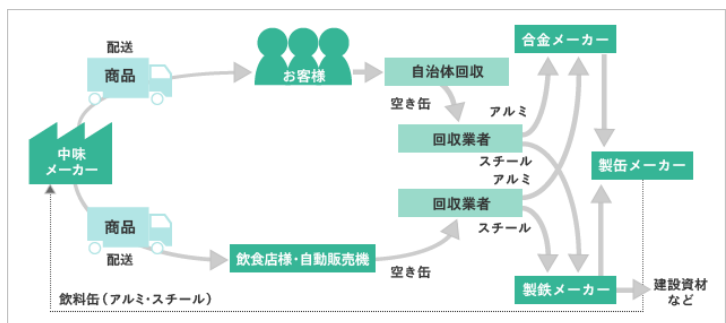 配送
商品
お客様
自治体回収
合金メーカー
空き缶
アルミ
回収業者
スチール
中味
メーカー
製缶メーカー
アルミ
回収業者
スチール
商品
配送
飲食店様・自動販売機
空き缶
製鉄メーカー
建設資材
など
飲料缶（アルミ・スチール）